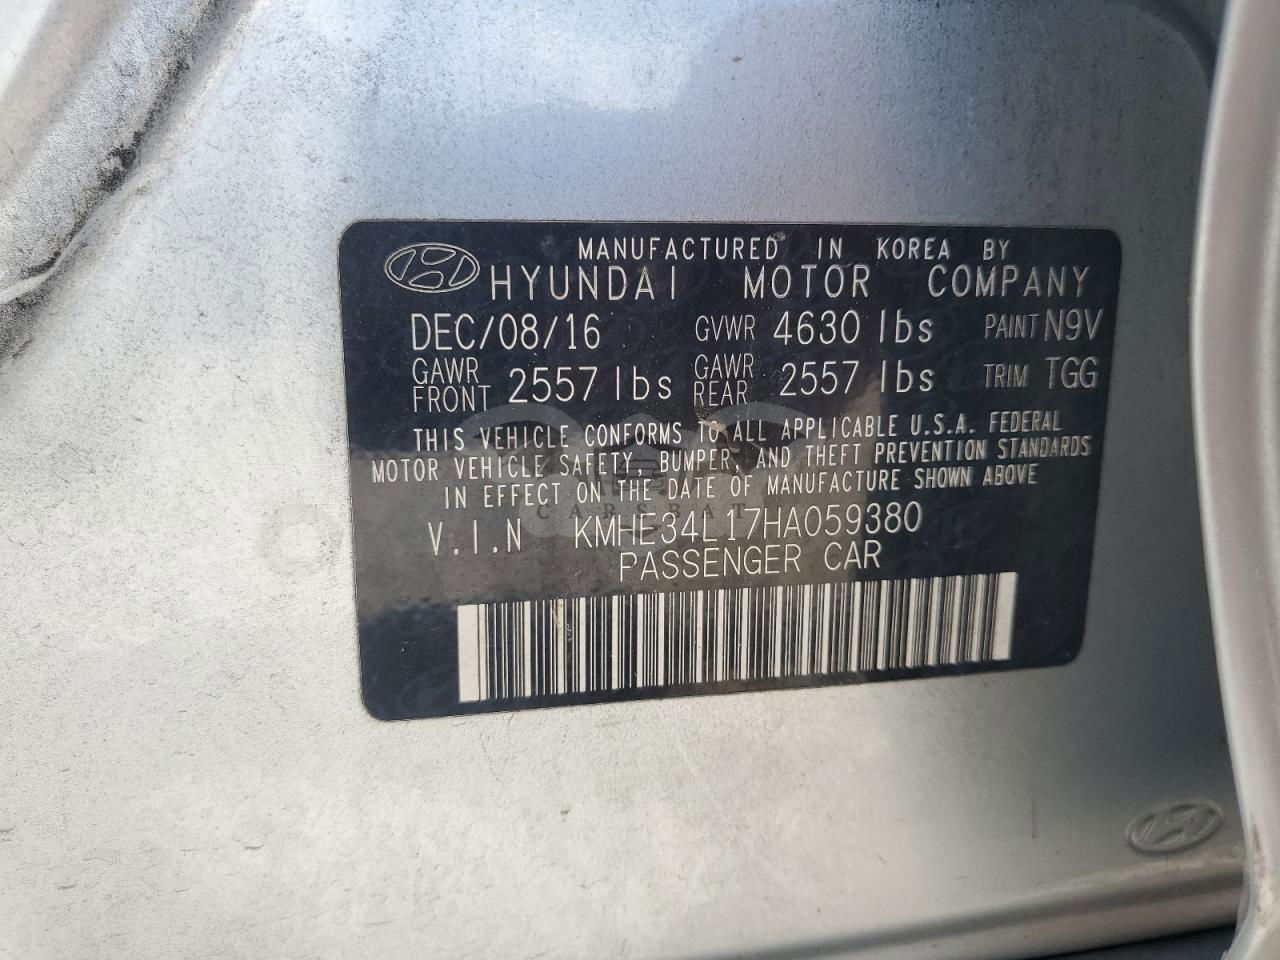 MANUFACTURED IN KOREA BY
HYUNDAI MOTOR COMPANY
DEC/08/16 GVWR 4630 lbs PAINT N9V
GAWR FRONT 2557 lbs GAWR REAR 2557 lbs TRIM TGG
THIS VEHICLE CONFORMS TO ALL APPLICABLE U.S.A. FEDERAL
MOTOR VEHICLE SAFETY, BUMPER, AND THEFT PREVENTION STANDARDS
IN EFFECT ON THE DATE OF MANUFACTURE SHOWN ABOVE
CARSBAT
V.I.N KMHE34L17HA059380
PASSENGER CAR